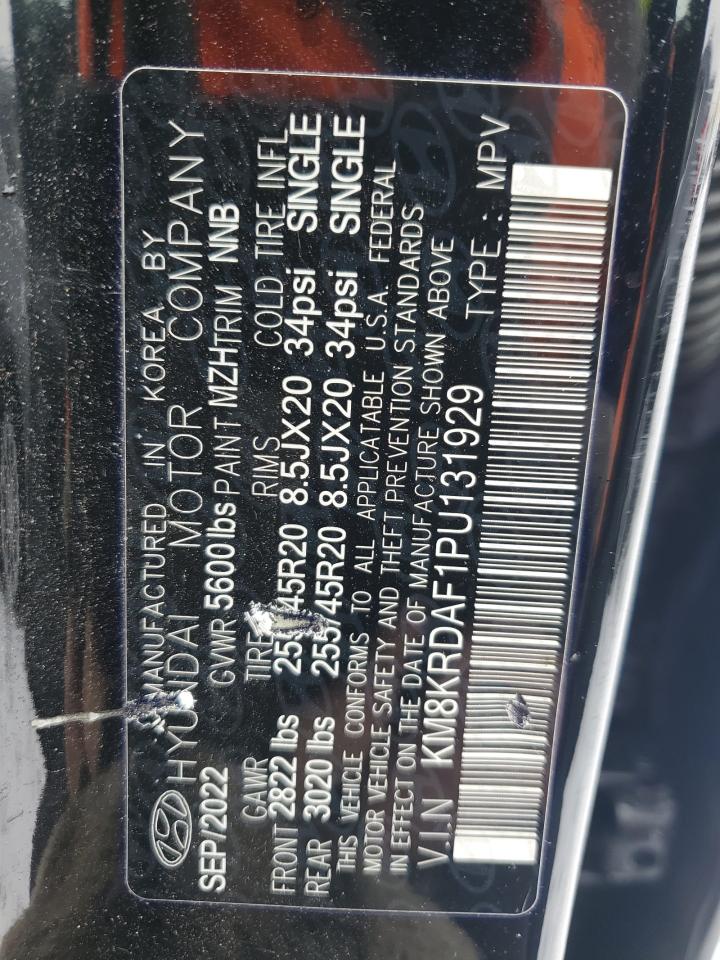 MANUFACTURED IN KOREA BY
HYUNDAI MOTOR COMPANY
SEP/2022 GVWR 5600lbs PAINT MZH TRIM NNB
GAWR TIRE RIMS COLD TIRE INFL
FRONT 2822 lbs 25 45R20 8.5JX20 34psi SINGLE
REAR 3020 lbs 255/45R20 8.5JX20 34psi SINGLE
THIS VEHICLE CONFORMS TO ALL APPLICATABLE U.S.A. FEDERAL
MOTOR VEHICLE SAFETY AND THEFT PREVENTION STANDARDS
IN EFFECT ON THE DATE OF MANUFACTURE SHOWN ABOVE
V.I.N KM8KRDAF1PU131929 TYPE : MPV